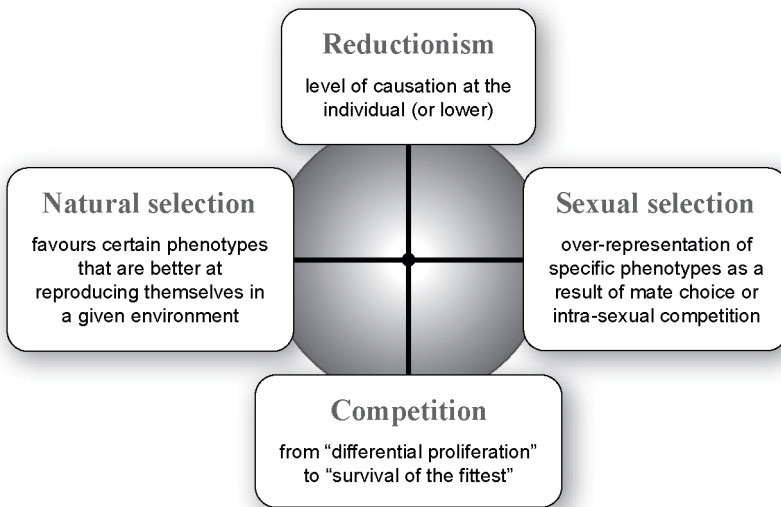 Reductionism
level of causation at the
individual (or lower)
Natural selection
favours certain phenotypes
that are better at
reproducing themselves in
a given environment
Sexual selection
over-representation of
specific phenotypes as a
result of mate choice or
intra-sexual competition
Competition
from “differential proliferation”
to “survival of the fittest”